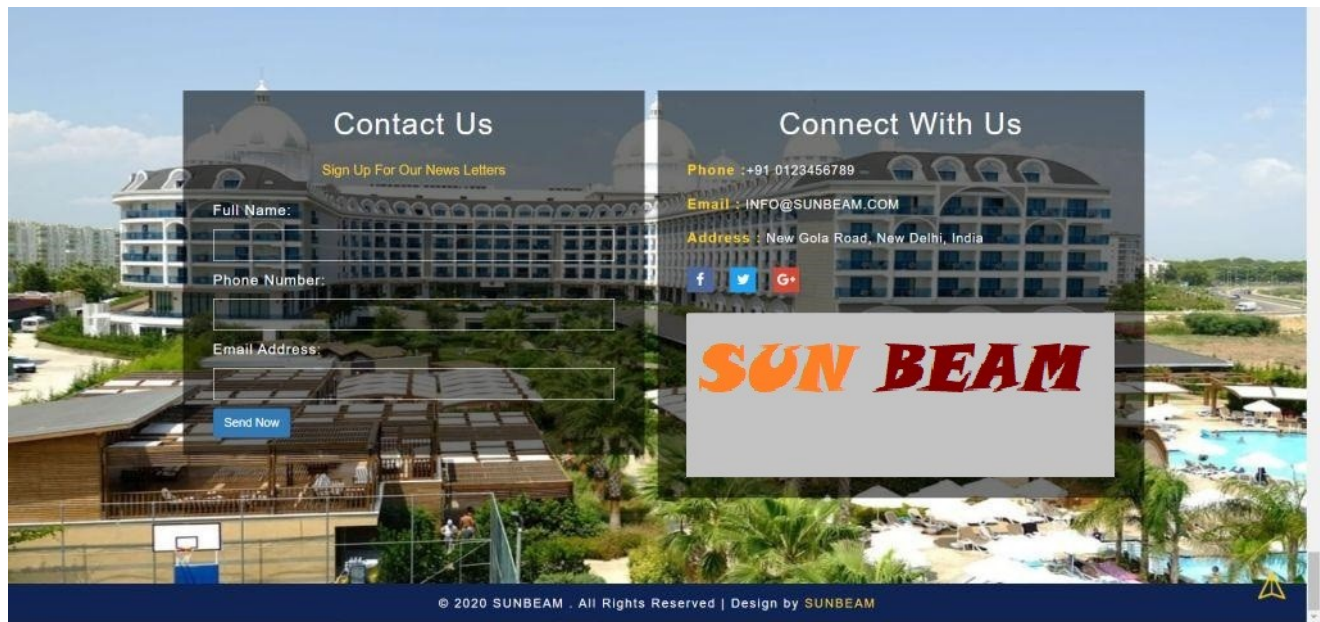 Contact Us
Sign Up For Our News Letters
Full Name:
Phone Number:
Email Address:
Send Now
Connect With Us
Phone :+91 0123456789
Email : INFO@SUNBEAM.COM
Address : New Gola Road, New Delhi, India
f
G+
SUN BEAM
© 2020 SUNBEAM . All Rights Reserved | Design by SUNBEAM